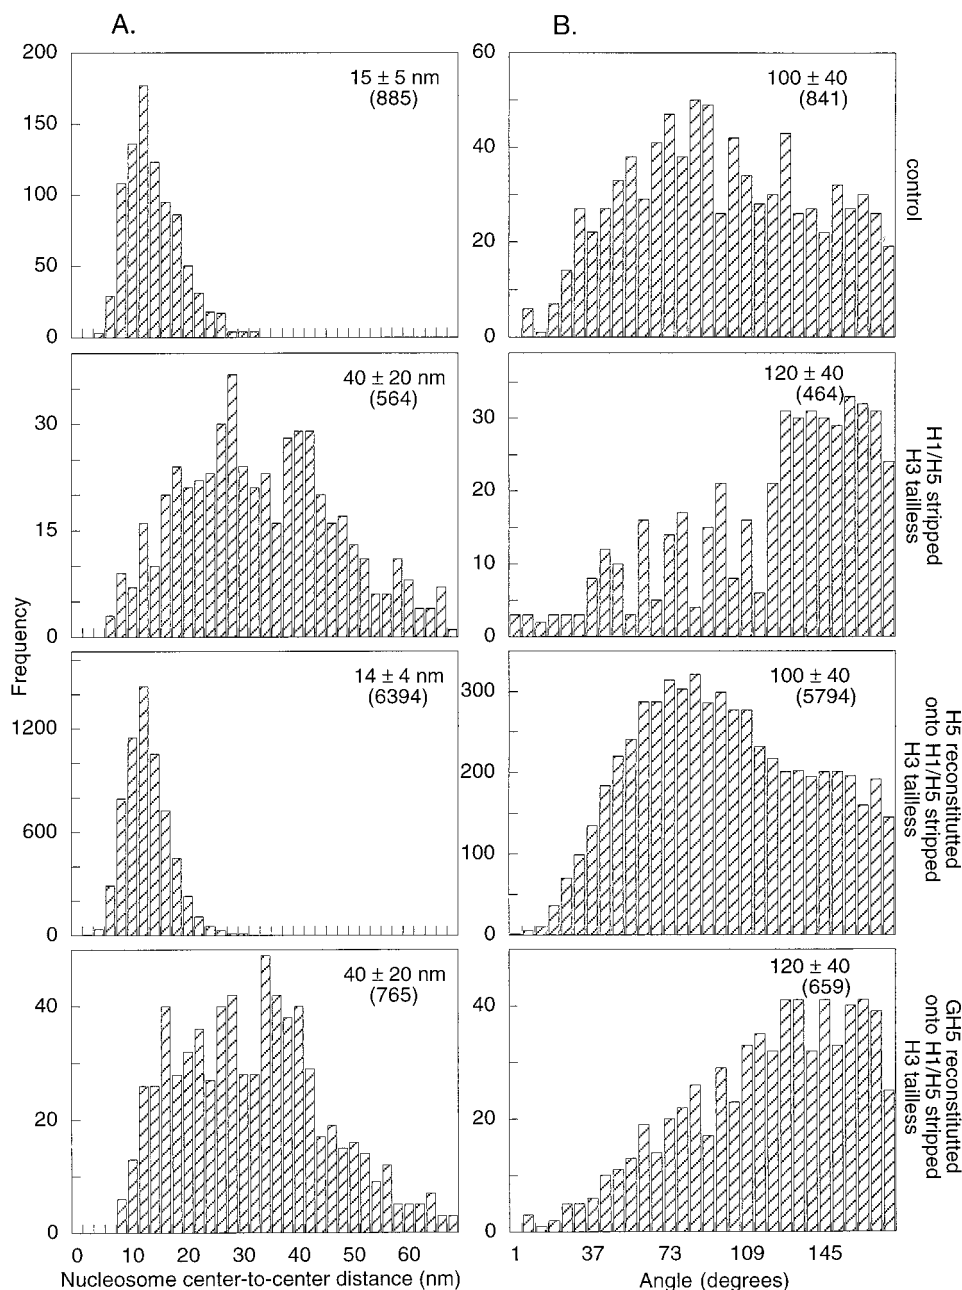 A.
B.
200
150
100
50
0
15 ± 5 nm
(885)
60
40
20
0
100 ± 40
(841)
control
30
15
0
40 ± 20 nm
(564)
30
20
10
0
120 ± 40
(464)
H1/H5 stripped
H3 tailless
Frequency
1200
600
0
14 ± 4 nm
(6394)
300
200
100
0
100 ± 40
(5794)
H5 reconstitutted
onto H1/H5 stripped
H3 tailless
40
20
0
40 ± 20 nm
(765)
40
20
0
120 ± 40
(659)
GH5 reconstitutted
onto H1/H5 stripped
H3 tailless
0 10 20 30 40 50 60
1 37 73 109 145
Nucleosome center-to-center distance (nm)
Angle (degrees)